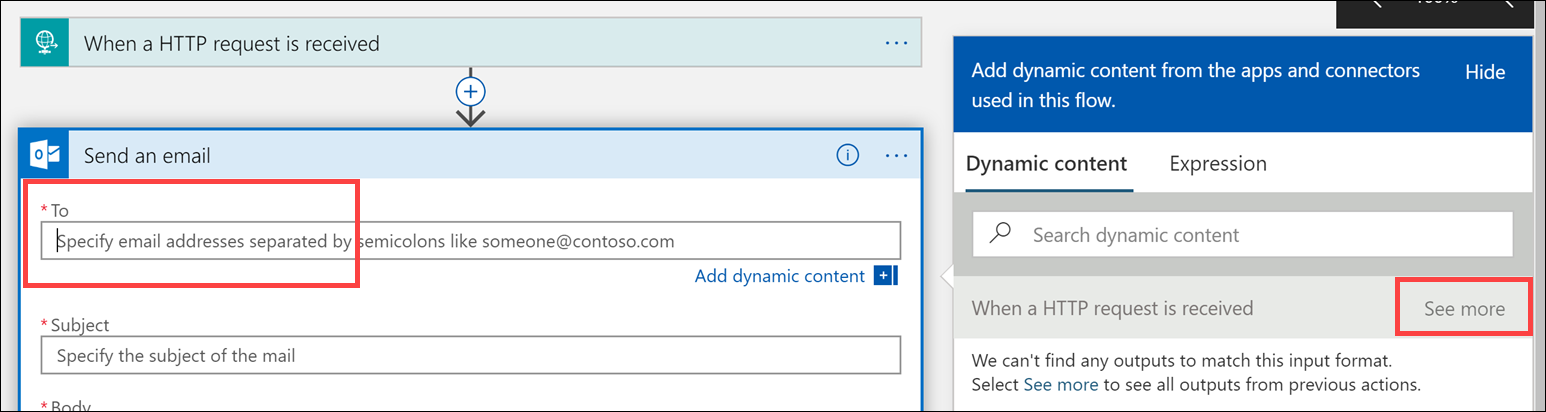 When a HTTP request is received
Send an email
* To
Specify email addresses separated by semicolons like someone@contoso.com
Add dynamic content
* Subject
Specify the subject of the mail
* Body
Add dynamic content from the apps and connectors
used in this flow.
Hide
Dynamic content
Expression
Search dynamic content
When a HTTP request is received
See more
We can't find any outputs to match this input format.
Select See more to see all outputs from previous actions.